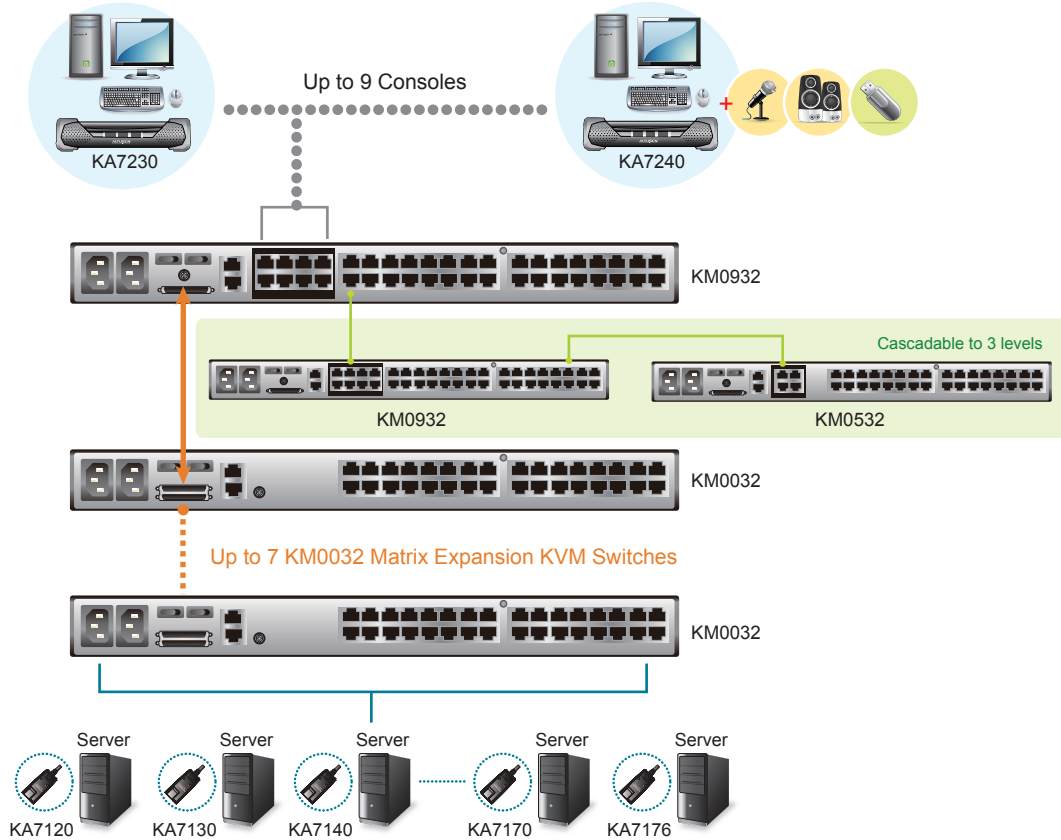 Up to 9 Consoles
+
KA7230
KA7240
KM0932
Cascadable to 3 levels
KM0932
KM0532
KM0032
Up to 7 KM0032 Matrix Expansion KVM Switches
KM0032
Server
Server
Server
Server
Server
KA7120
KA7130
KA7140
KA7170
KA7176